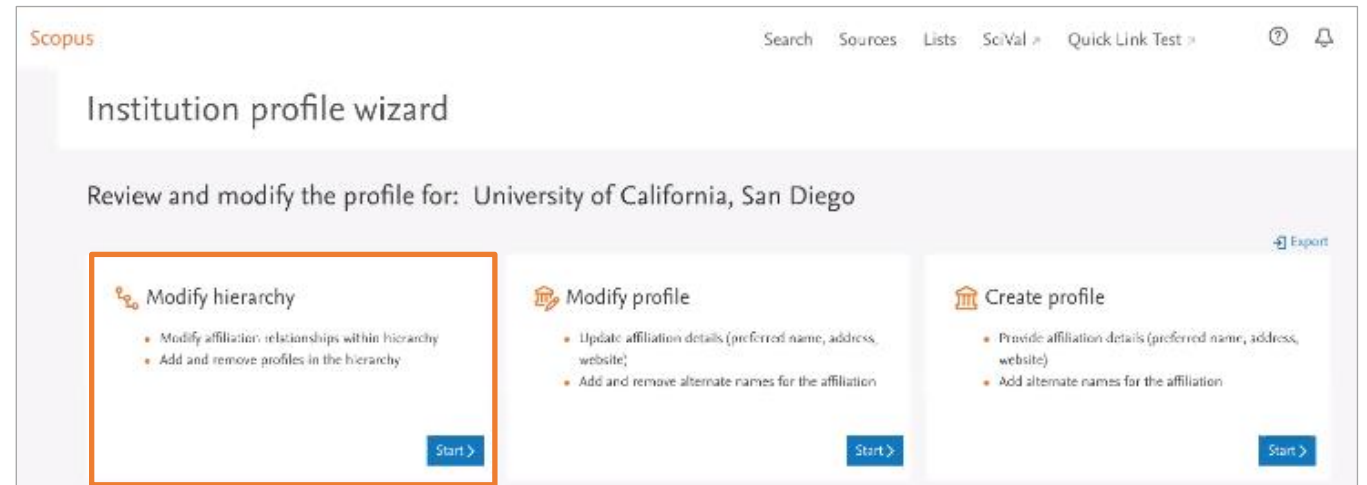 Scopus
Search Sources Lists SciVal Quick Link Test
Institution profile wizard
Review and modify the profile for: University of California, San Diego
Export
Modify hierarchy
Modify affiliation relationships within hierarchy
Add and remove profiles in the hierarchy
Start
Modify profile
Update affiliation details (preferred name, address,
website)
Add and remove alternate names for the affiliation
Start
Create profile
Provide affiliation details (preferred name, address,
website)
Add alternate names for the affiliation
Start